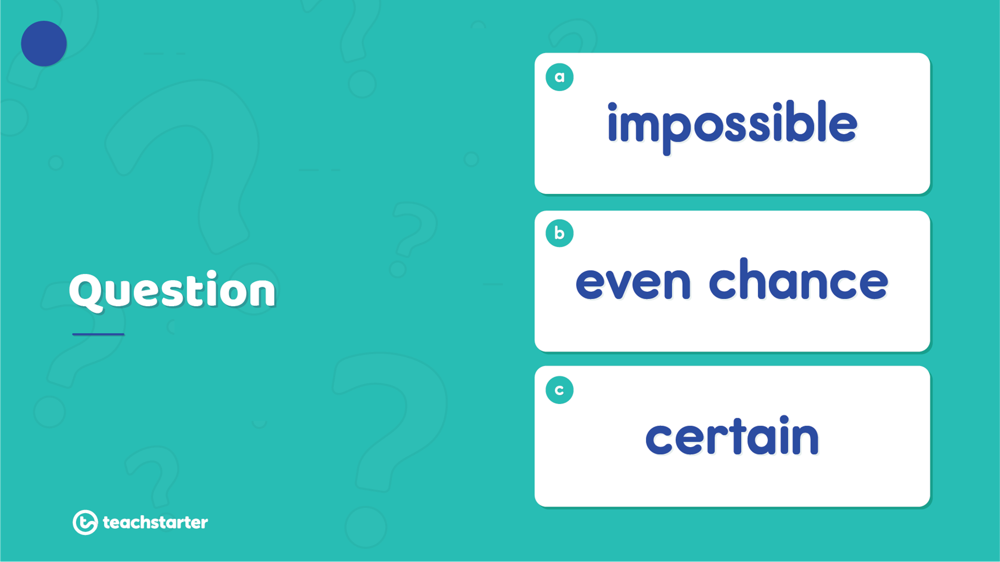 Question
a
impossible
b
even chance
c
certain
teachstarter